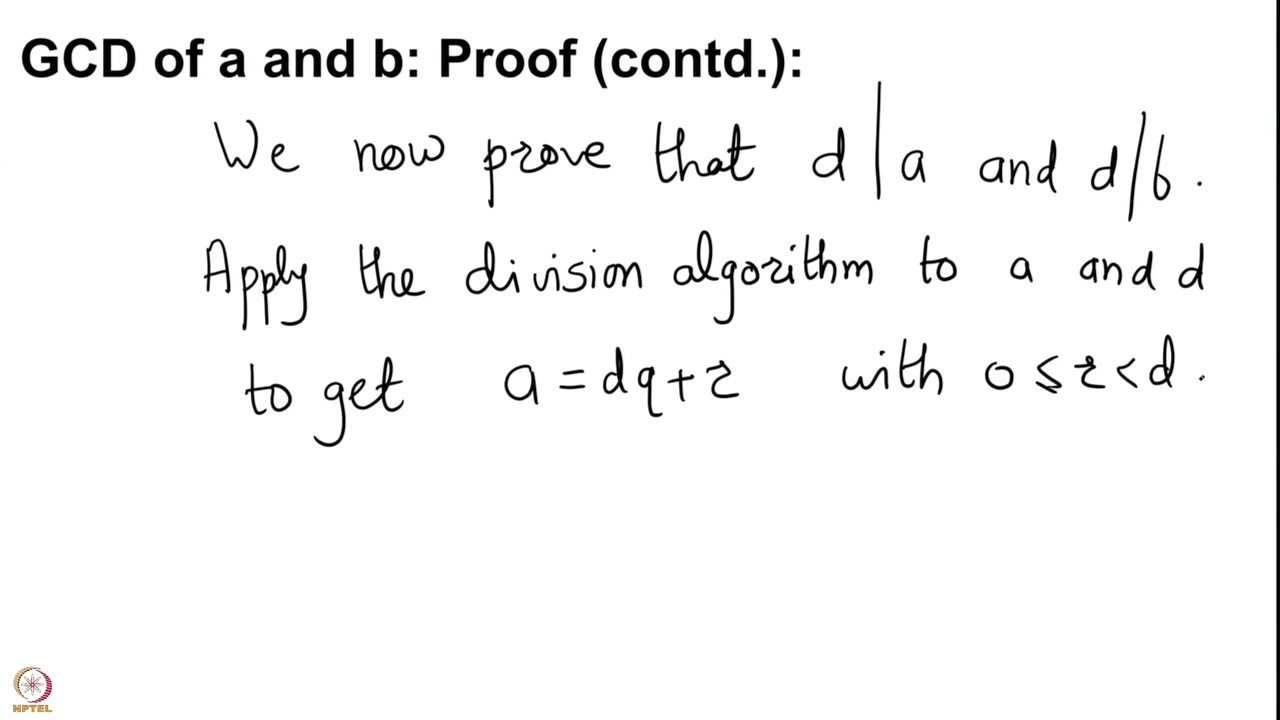 GCD of a and b: Proof (contd.):
We now prove that d | a and d | b.
Apply the division algorithm to a and d
to get a = dq + r with 0 ≤ r < d.
NPTEL